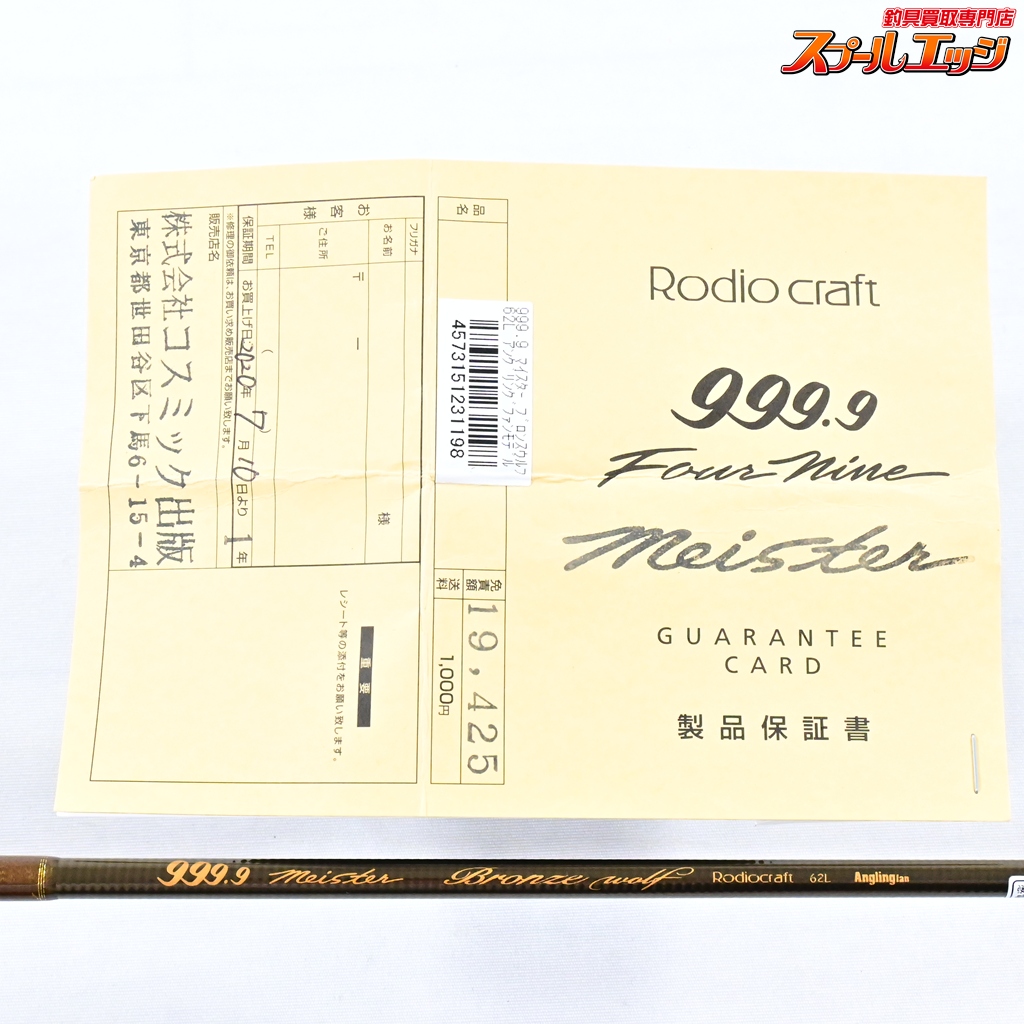 釣具買取専門店
スプールエッジ
Rodio craft
999.9
Four-Nine
Meister
GUARANTEE
CARD
製品保証書
品名
999.9 マイスター ブロンズウルフ
62L アングリングファンモデル
4573151231198
免責額
19,425
送料
1,000円
フリガナ
お名前
様
ご住所
〒 ー
TEL
(
お客様
保証期間 お買上げ日:2020年 7月 10日より 1年
※修理の御依頼は、お買い求め販売店までお願い致します。
販売店名
株式会社コスミック出版
東京都世田谷区下馬6-15-4
重要
レシート等の添付をお願い致します。
999.9 Meister Bronze wolf Rodiocraft 62L Angling fan